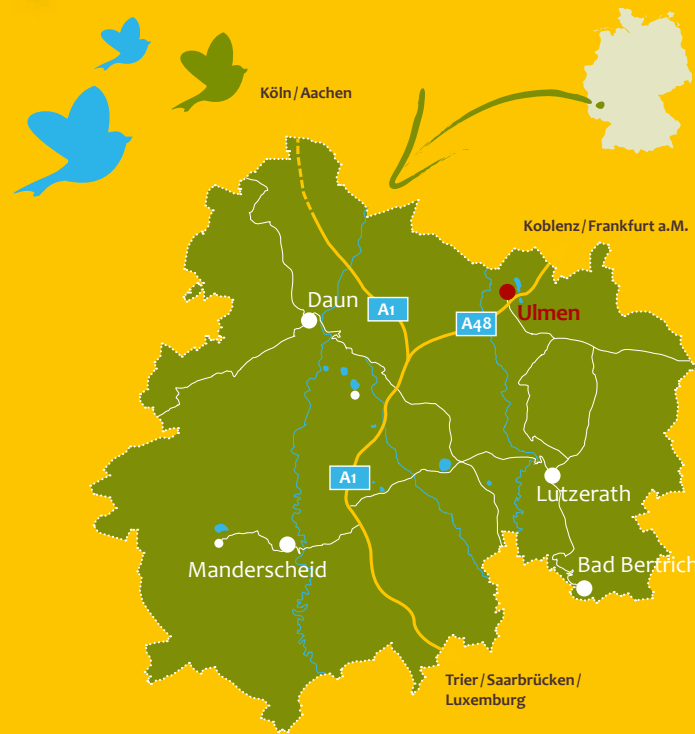 Köln / Aachen
Koblenz / Frankfurt a.M.
Daun
A1
Ulmen
A48
A1
Lutzerath
Manderscheid
Bad Bertrich
Trier / Saarbrücken /
Luxemburg